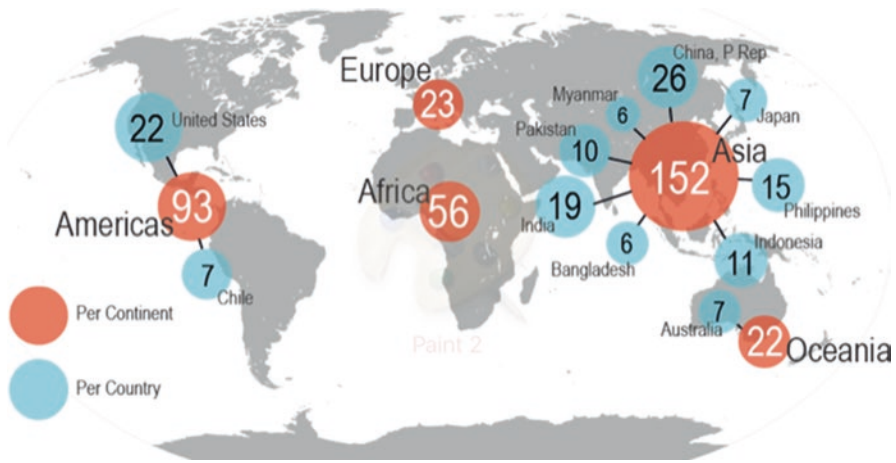 Europe
23
China, P Rep
26
Myanmar
6
7
Japan
22
United States
Pakistan
10
Asia
152
Americas
93
Africa
56
India
19
15
Philippines
6
Bangladesh
Indonesia
11
7
Chile
Per Continent
Australia
7
22
Oceania
Paint 2
Per Country